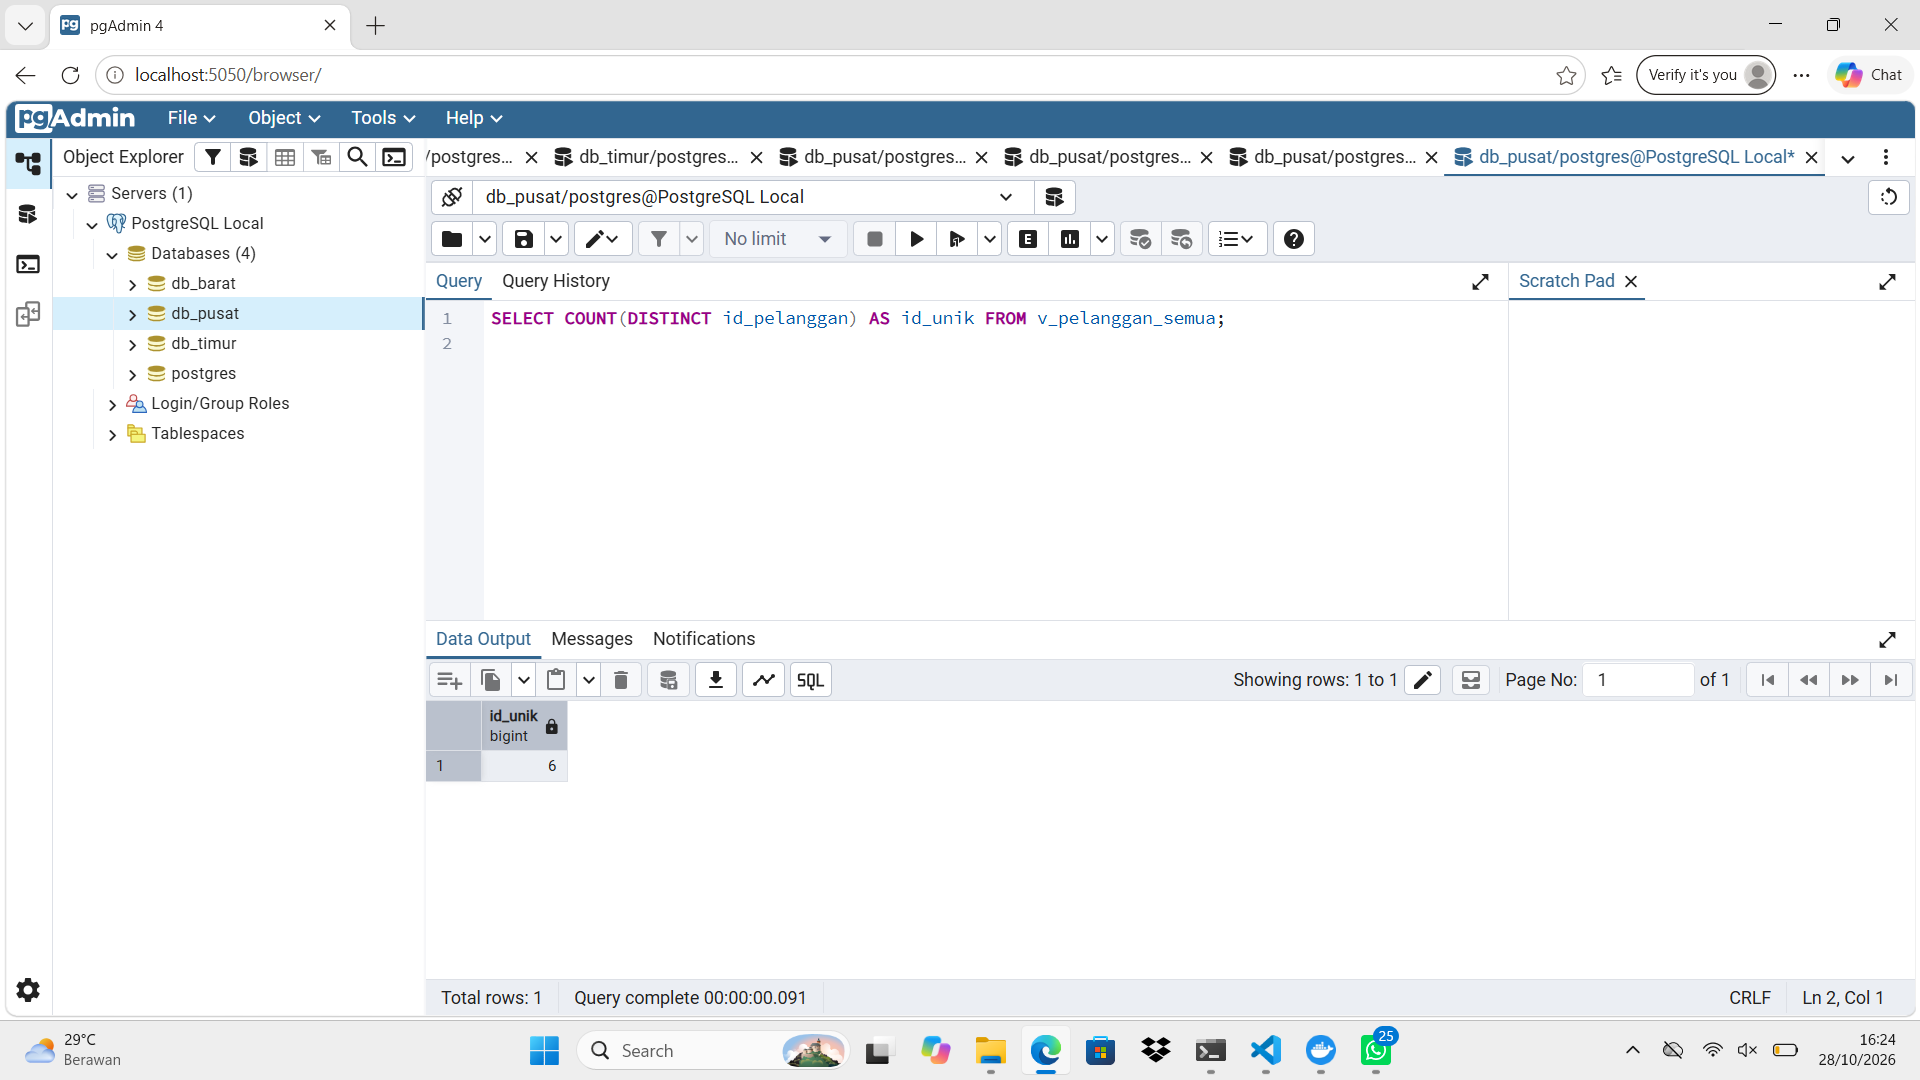 pgAdmin 4
localhost:5050/browser/
Verify it's you
Chat
pgAdmin
File
Object
Tools
Help
Object Explorer
/postgres...
db_timur/postgres...
db_pusat/postgres...
db_pusat/postgres...
db_pusat/postgres...
db_pusat/postgres@PostgreSQL Local*
Servers (1)
PostgreSQL Local
Databases (4)
db_barat
db_pusat
db_timur
postgres
Login/Group Roles
Tablespaces
db_pusat/postgres@PostgreSQL Local
No limit
E
Query
Query History
Scratch Pad
1 SELECT COUNT(DISTINCT id_pelanggan) AS id_unik FROM v_pelanggan_semua;
2
Data Output
Messages
Notifications
SQL
Showing rows: 1 to 1
Page No:
1
of 1
id_unik
bigint
1
6
Total rows: 1
Query complete 00:00:00.091
CRLF
Ln 2, Col 1
29°C
Berawan
Search
25
16:24
28/10/2026